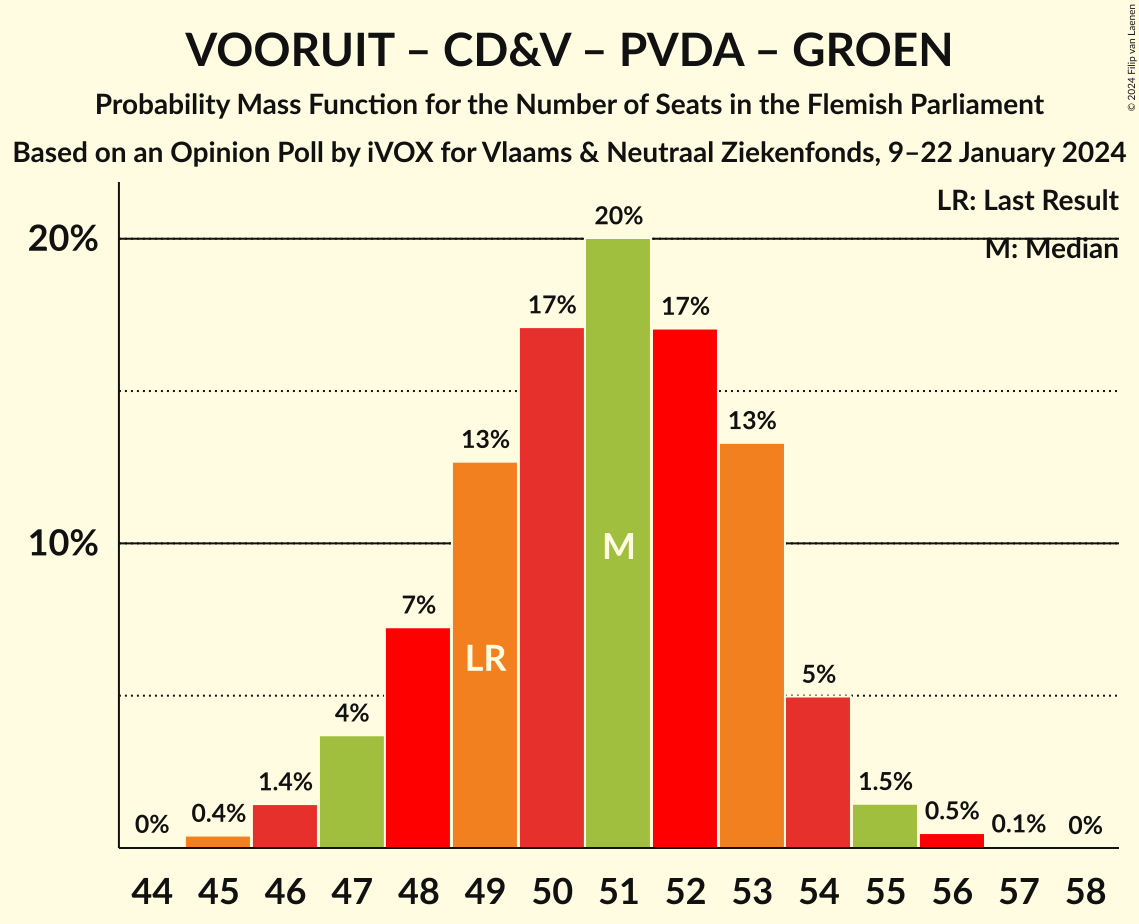 VOORUIT – CD&V – PVDA – GROEN
Probability Mass Function for the Number of Seats in the Flemish Parliament
Based on an Opinion Poll by iVOX for Vlaams & Neutraal Ziekenfonds, 9–22 January 2024
© 2024 Filip van Laenen
LR: Last Result
M: Median
20%
10%
0%
0.4%
1.4%
4%
7%
13%
17%
20%
17%
13%
5%
1.5%
0.5%
0.1%
0%
LR
M
44 45 46 47 48 49 50 51 52 53 54 55 56 57 58